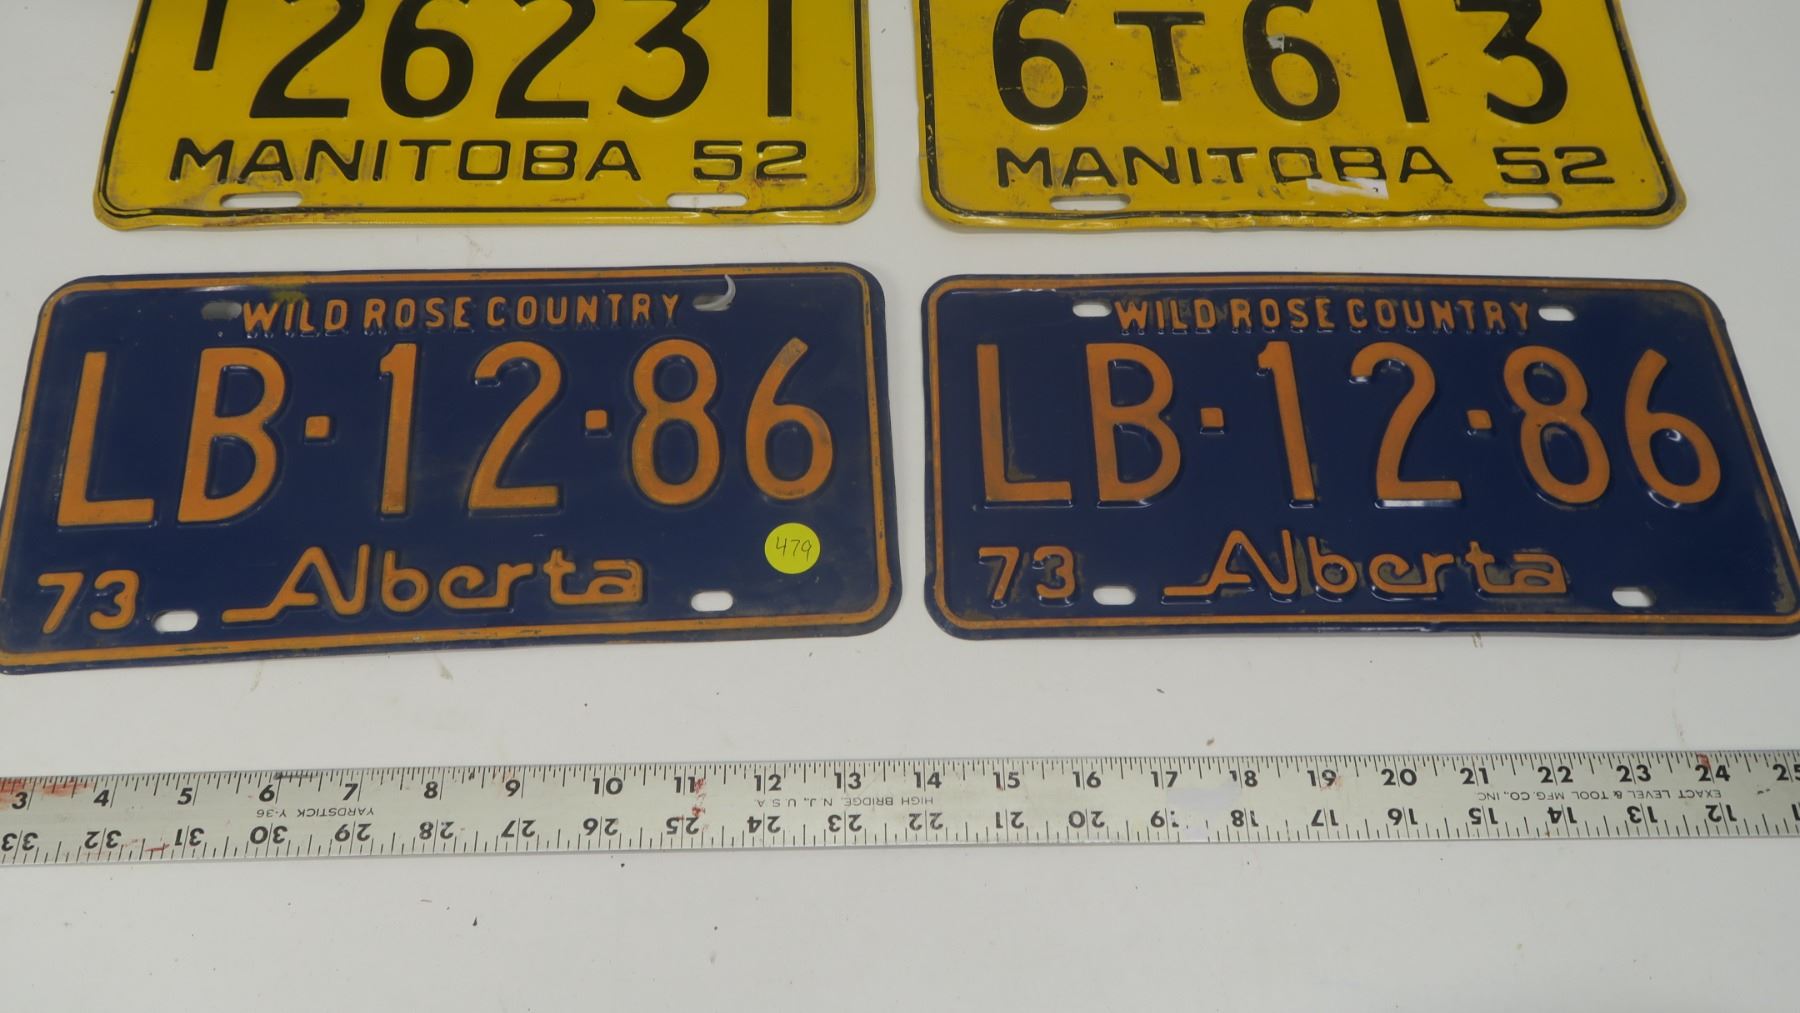 12623 1
MANITOBA 52
6T613
MANITOBA 52
WILD ROSE COUNTRY
LB·12·86
479
73 Alberta
WILD ROSE COUNTRY
LB·12·86
73 Alberta
3 4 5 6 7 8 9 10 11 12 13 14 15 16 17 18 19 20 21 22 23 24 25
YARDSTICK Y-36
HIGH BRIDGE, N.J., U.S.A.
EXACT LEVEL & TOOL MFG. CO., INC
33 32 31 30 29 28 27 26 25 24 23 22 21 20 19 18 17 16 15 14 13 12